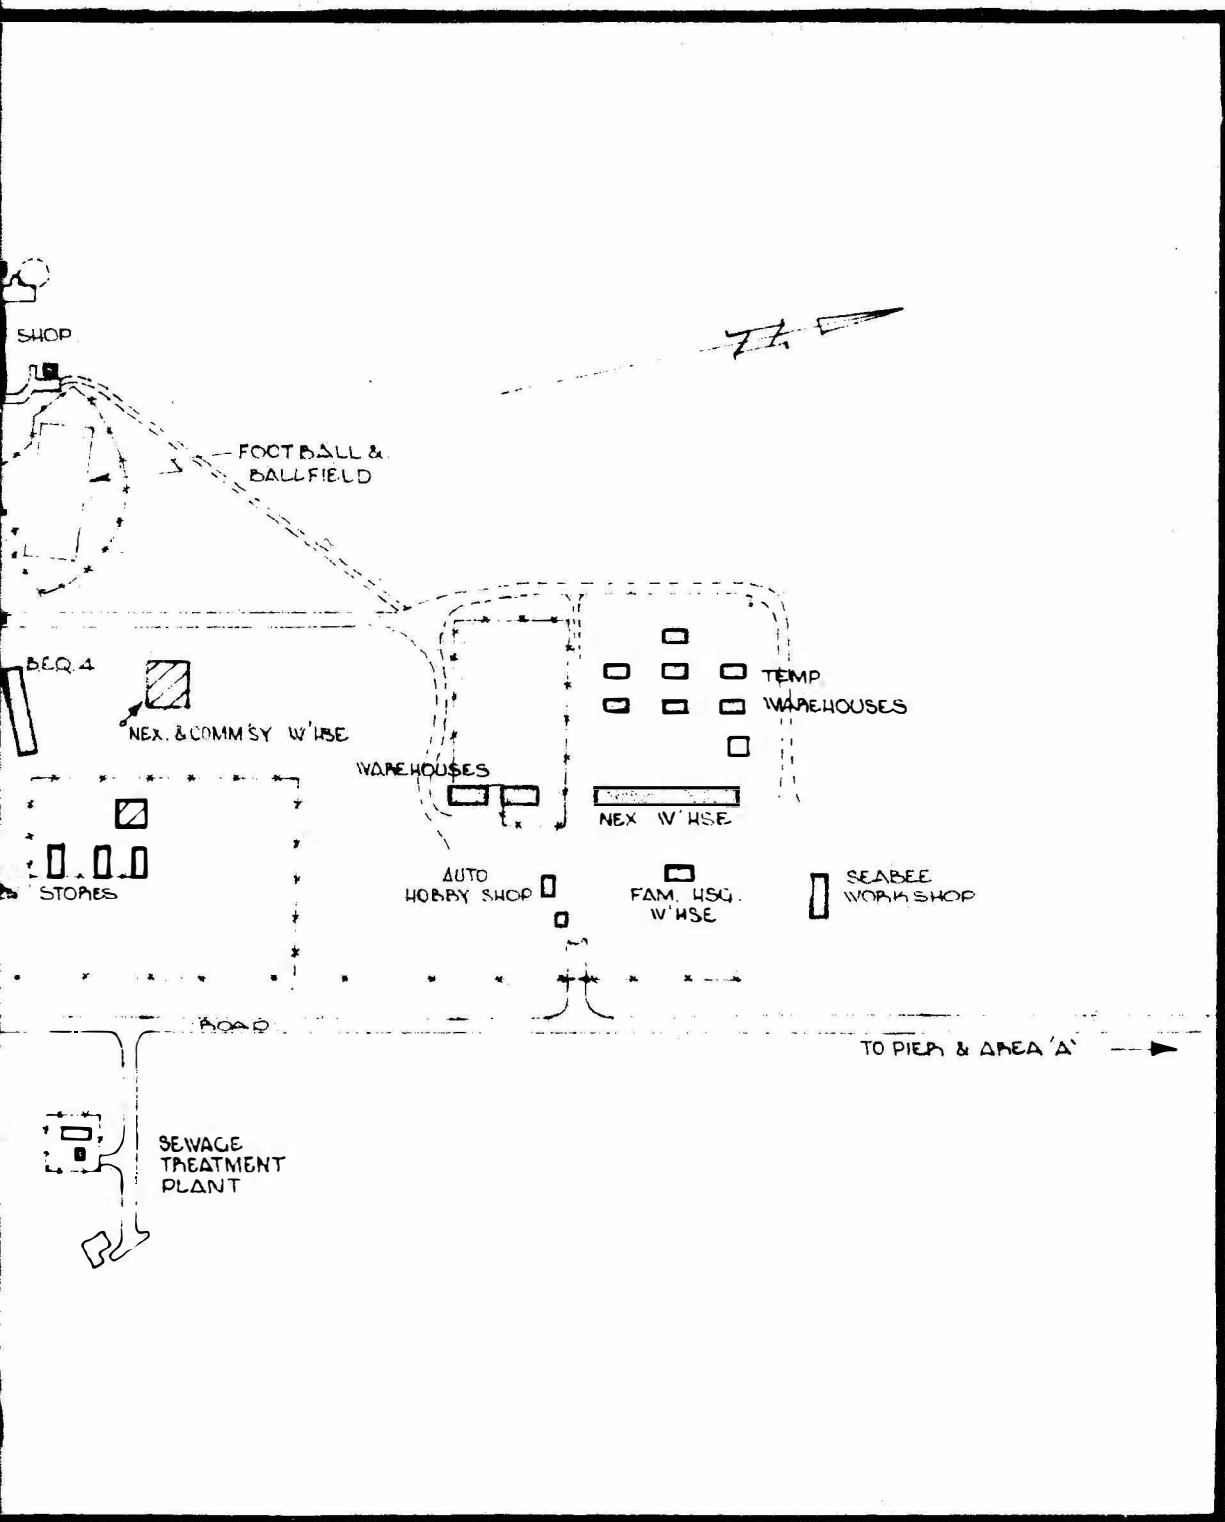 SHOP
N
FOOTBALL &
BALLFIELD
B.E.Q. 4
TEMP
WAREHOUSES
NEX. & COMM'SY W'HSE
WAREHOUSES
NEX W'HSE
STORES
AUTO
HOBBY SHOP
FAM. HSG.
W'HSE
SEABEE
WORKSHOP
ROAD
TO PIER & AREA 'A'
SEWAGE
TREATMENT
PLANT